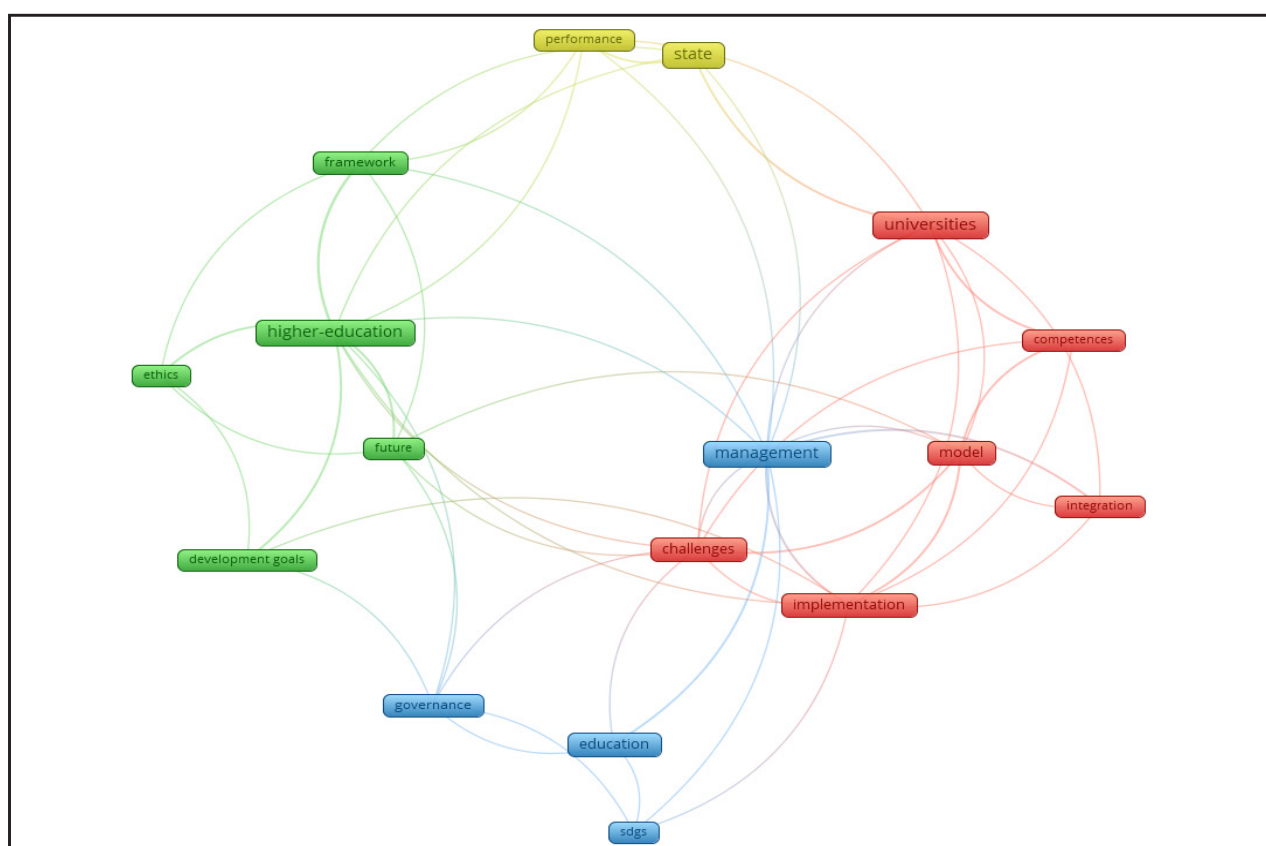 performance
state
framework
universities
higher-education
competences
ethics
future
management
model
integration
challenges
development goals
implementation
governance
education
sdgs